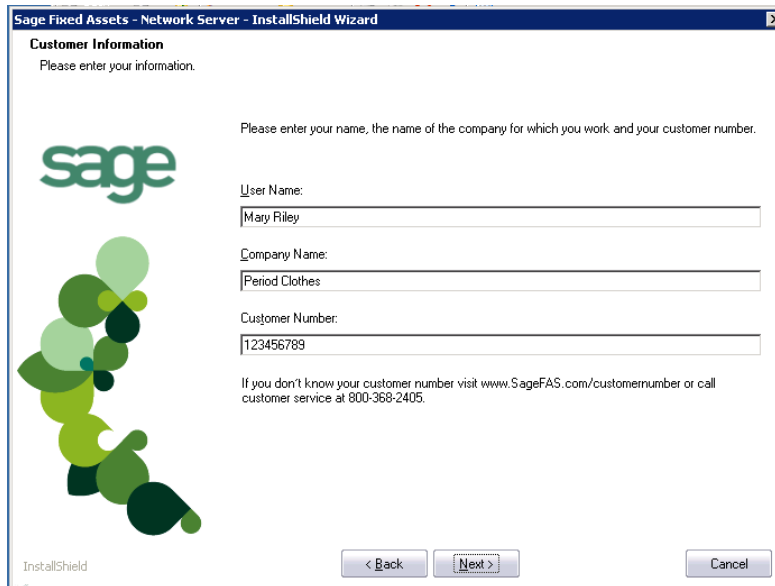 Sage Fixed Assets - Network Server - InstallShield Wizard
Customer Information
Please enter your information.
Please enter your name, the name of the company for which you work and your customer number.
sage
User Name:
Mary Riley
Company Name:
Period Clothes
Customer Number:
123456789
If you don't know your customer number visit www.SageFAS.com/customernumber or call
customer service at 800-368-2405.
InstallShield
< Back
Next >
Cancel